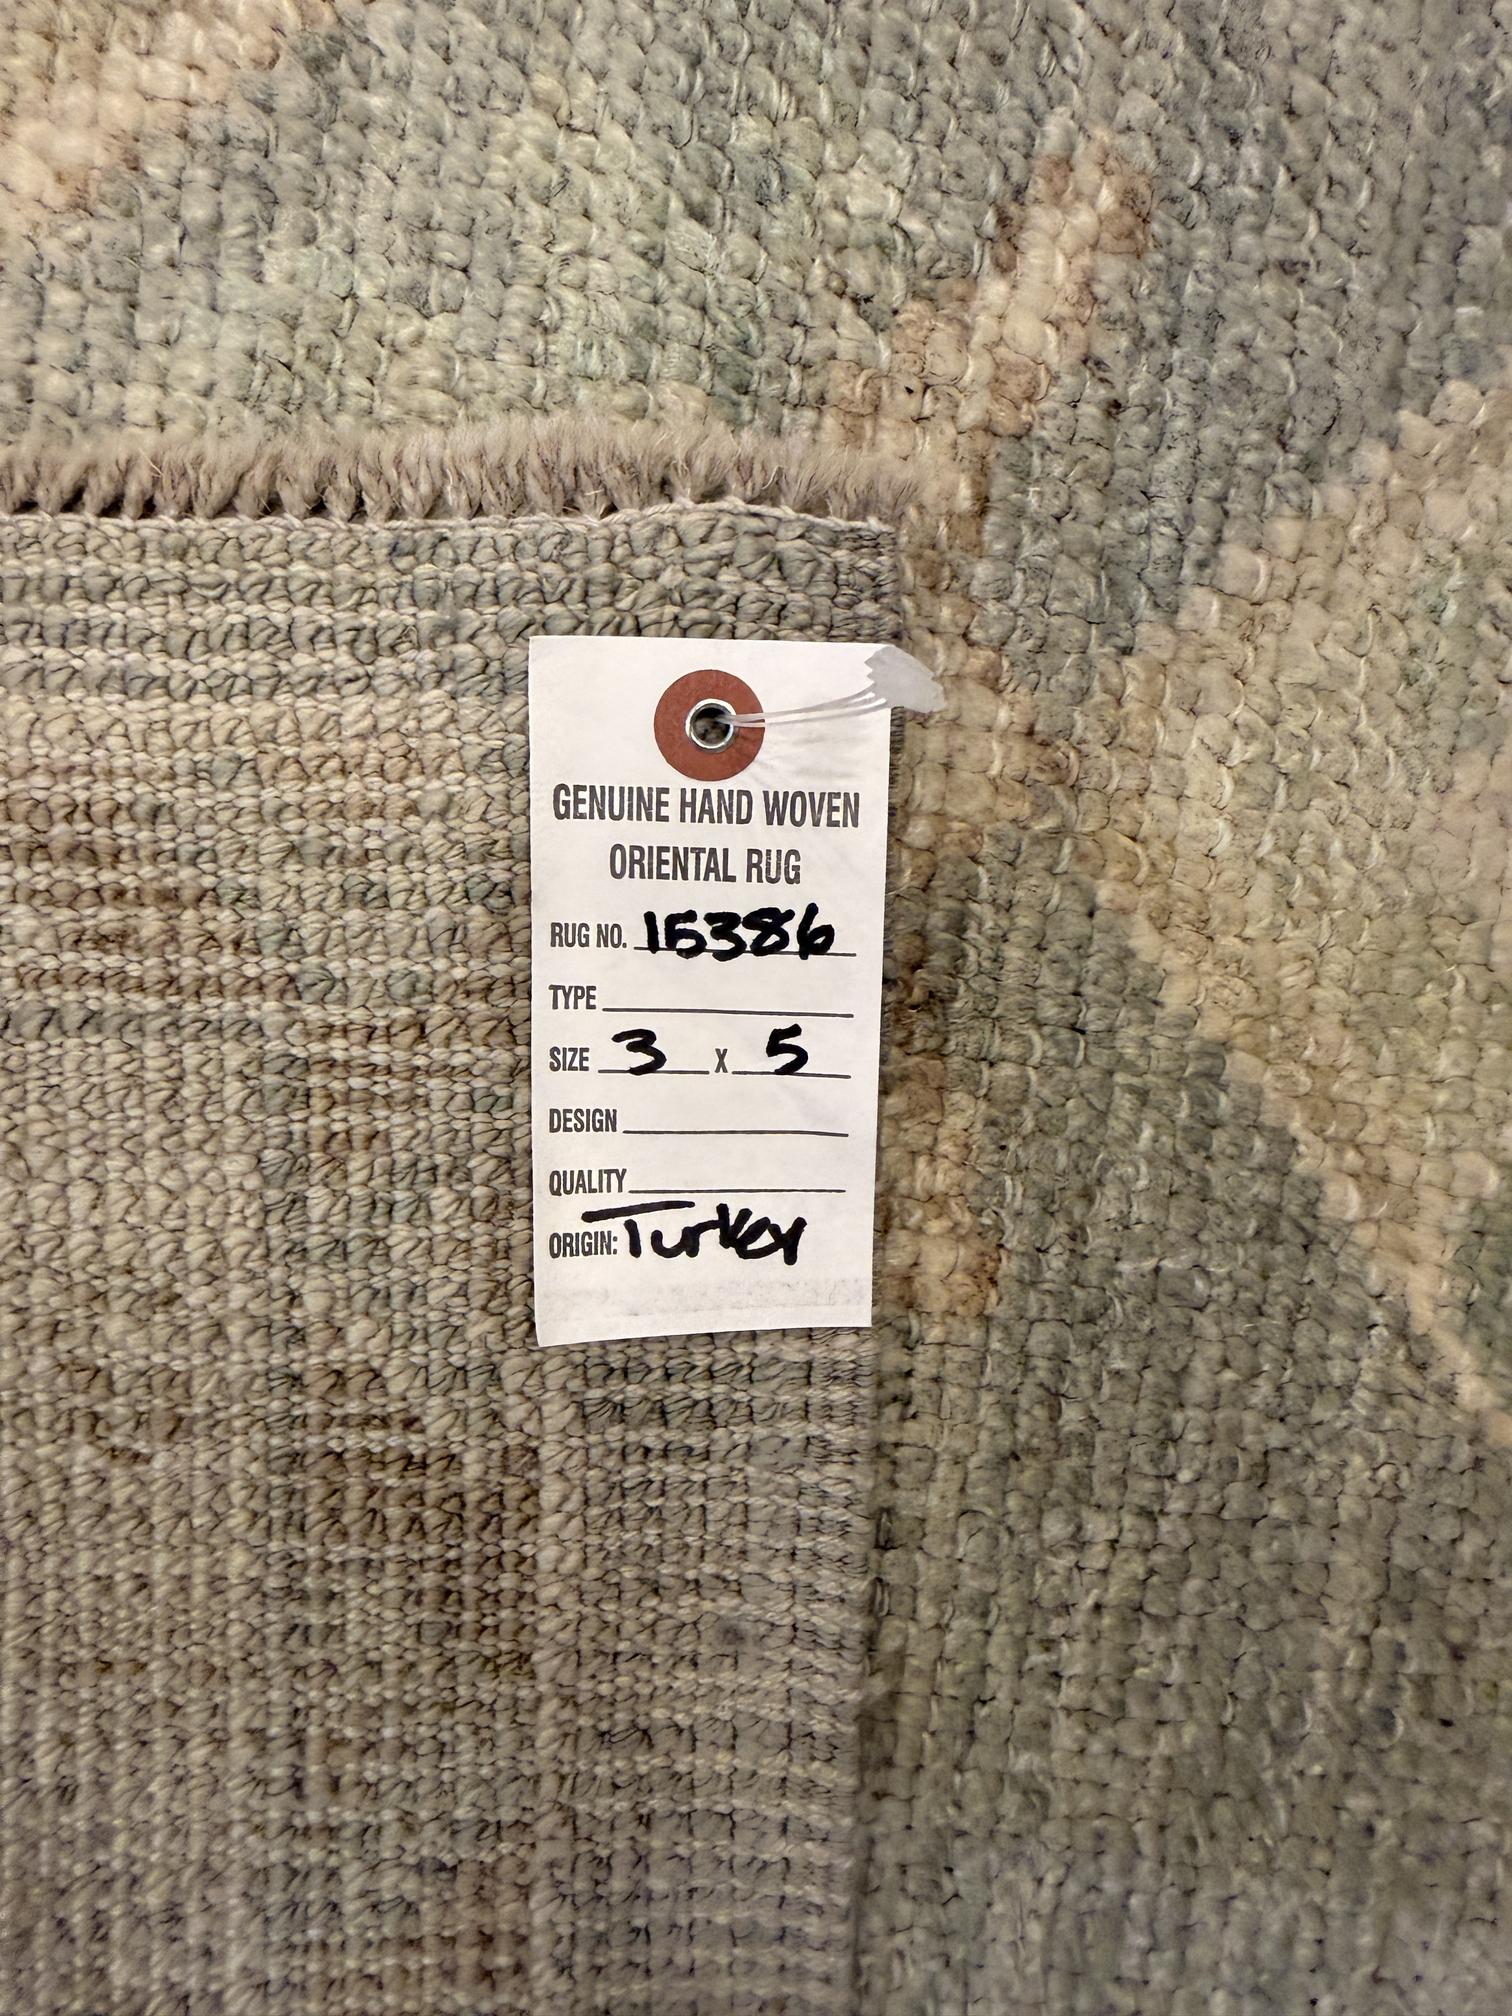 GENUINE HAND WOVEN
ORIENTAL RUG
RUG NO. 15386
TYPE
SIZE 3 X 5
DESIGN
QUALITY
ORIGIN: Turkey